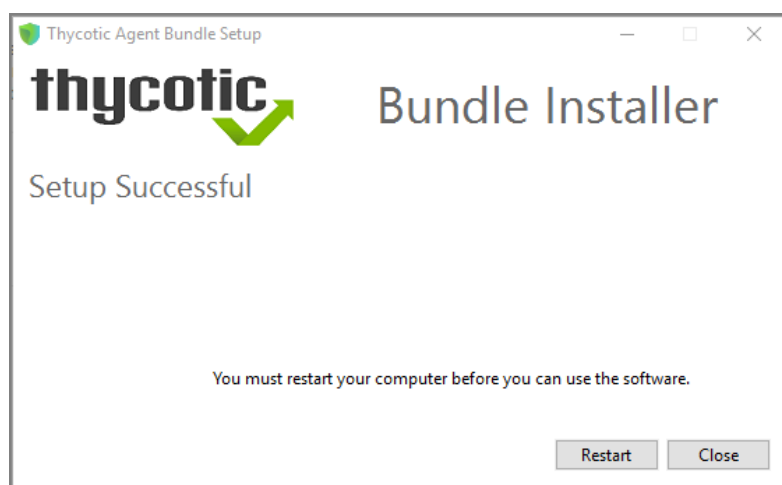 Thycotic Agent Bundle Setup
thycotic
Bundle Installer
Setup Successful
You must restart your computer before you can use the software.
Restart
Close